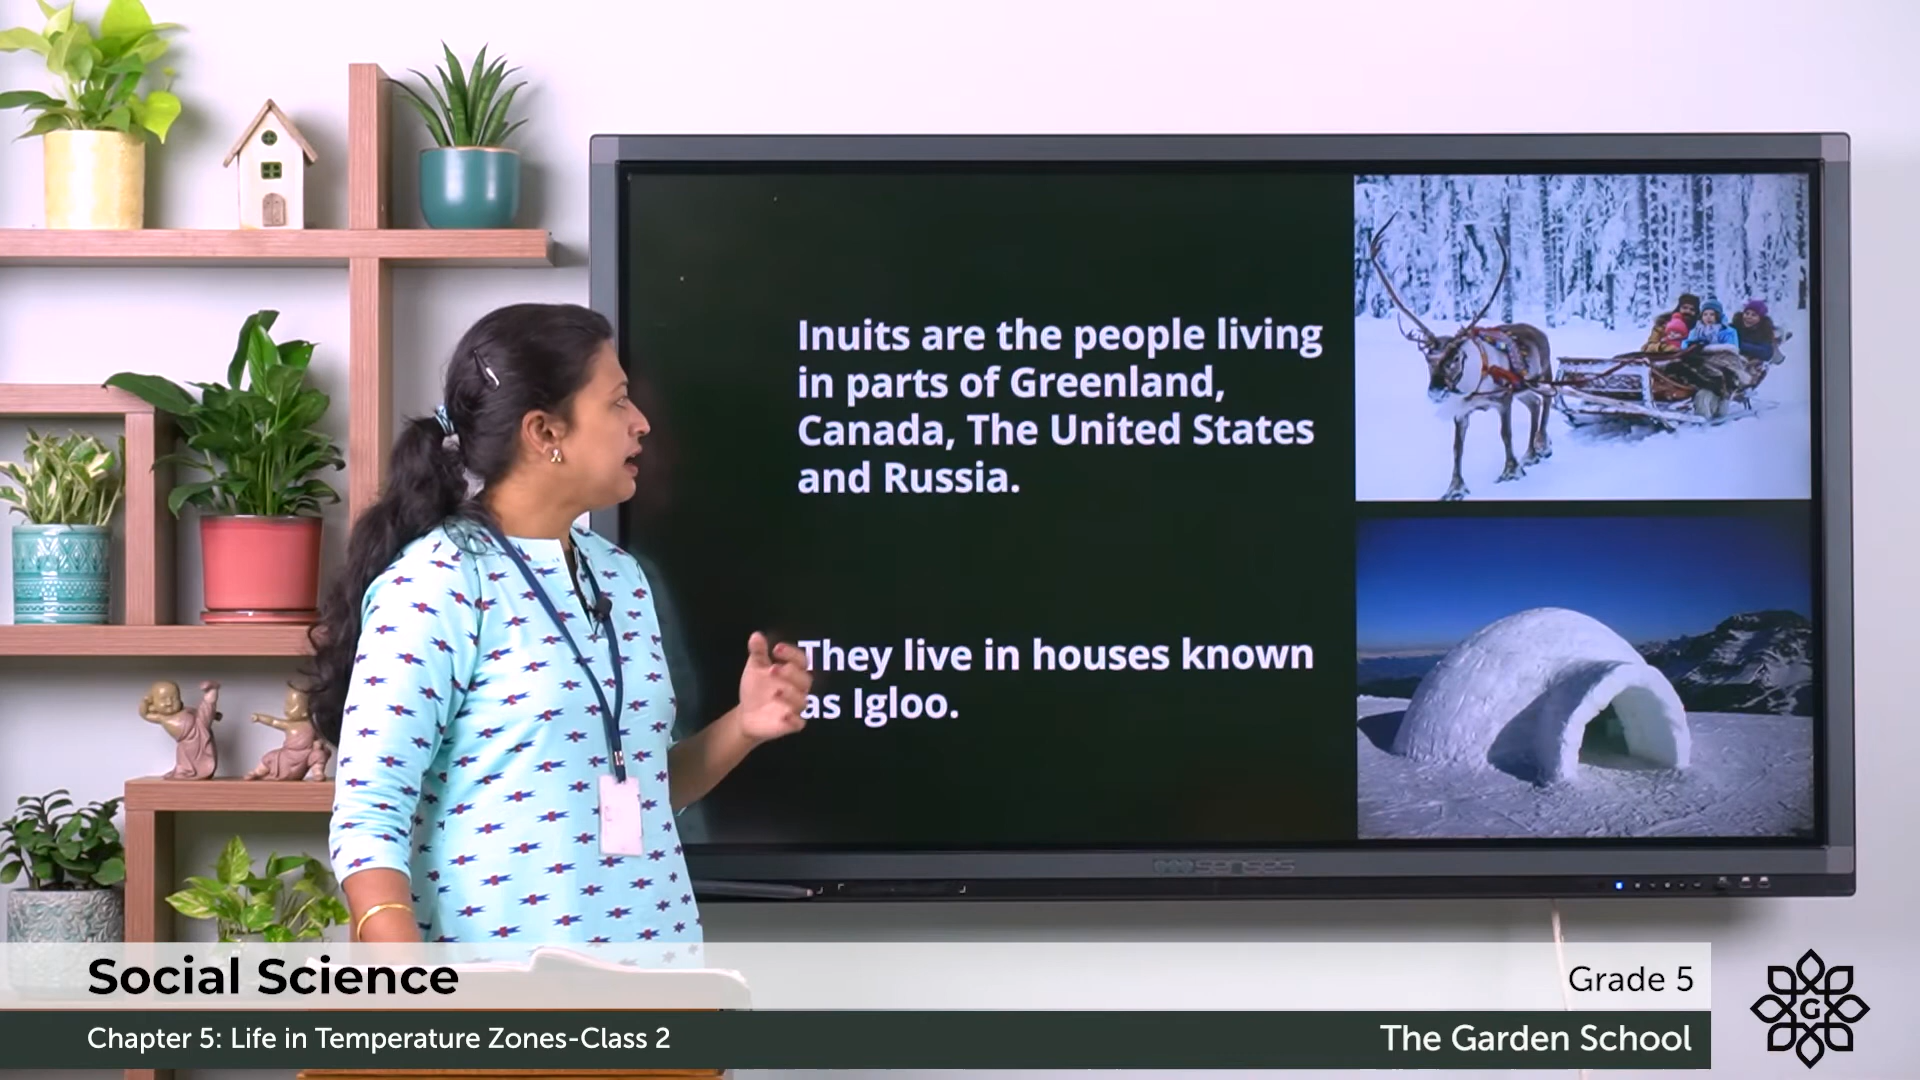 Inuits are the people living
in parts of Greenland,
Canada, The United States
and Russia.
They live in houses known
as Igloo.
senses
Social Science
Grade 5
Chapter 5: Life in Temperature Zones-Class 2
The Garden School
G